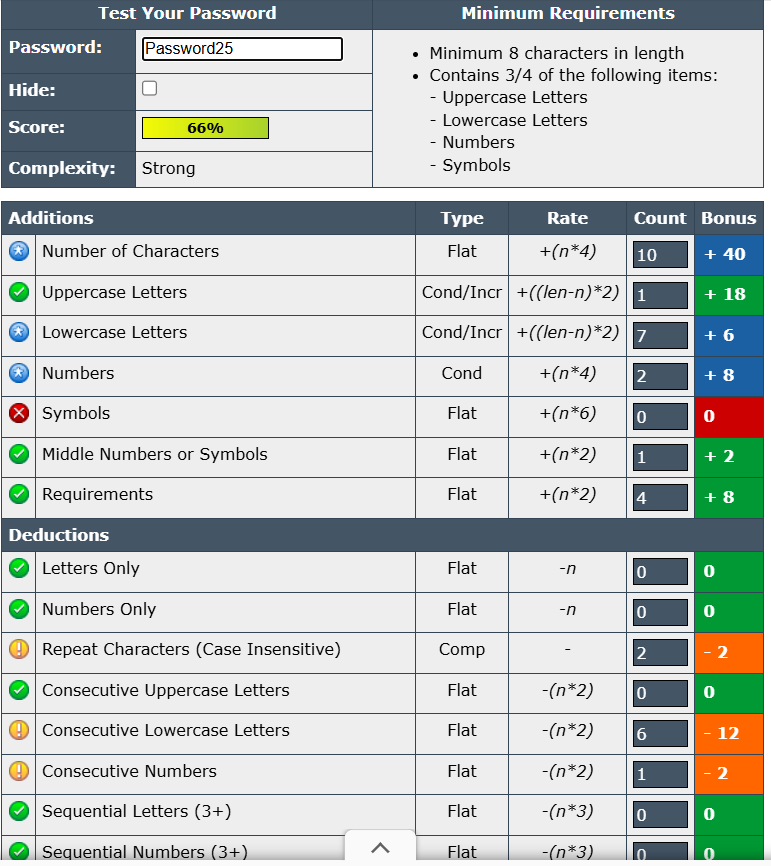 Test Your Password Minimum Requirements
Password: Password25
Hide:
Score: 66%
Complexity: Strong
• Minimum 8 characters in length
• Contains 3/4 of the following items:
- Uppercase Letters
- Lowercase Letters
- Numbers
- Symbols
Additions Type Rate Count Bonus
Number of Characters Flat +(n*4) 10 + 40
Uppercase Letters Cond/Incr +((len-n)*2) 1 + 18
Lowercase Letters Cond/Incr +((len-n)*2) 7 + 6
Numbers Cond +(n*4) 2 + 8
Symbols Flat +(n*6) 0 0
Middle Numbers or Symbols Flat +(n*2) 1 + 2
Requirements Flat +(n*2) 4 + 8
Deductions
Letters Only Flat -n 0 0
Numbers Only Flat -n 0 0
Repeat Characters (Case Insensitive) Comp - 2 - 2
Consecutive Uppercase Letters Flat -(n*2) 0 0
Consecutive Lowercase Letters Flat -(n*2) 6 - 12
Consecutive Numbers Flat -(n*2) 1 - 2
Sequential Letters (3+) Flat -(n*3) 0 0
Sequential Numbers (3+) Flat -(n*3) 0 0